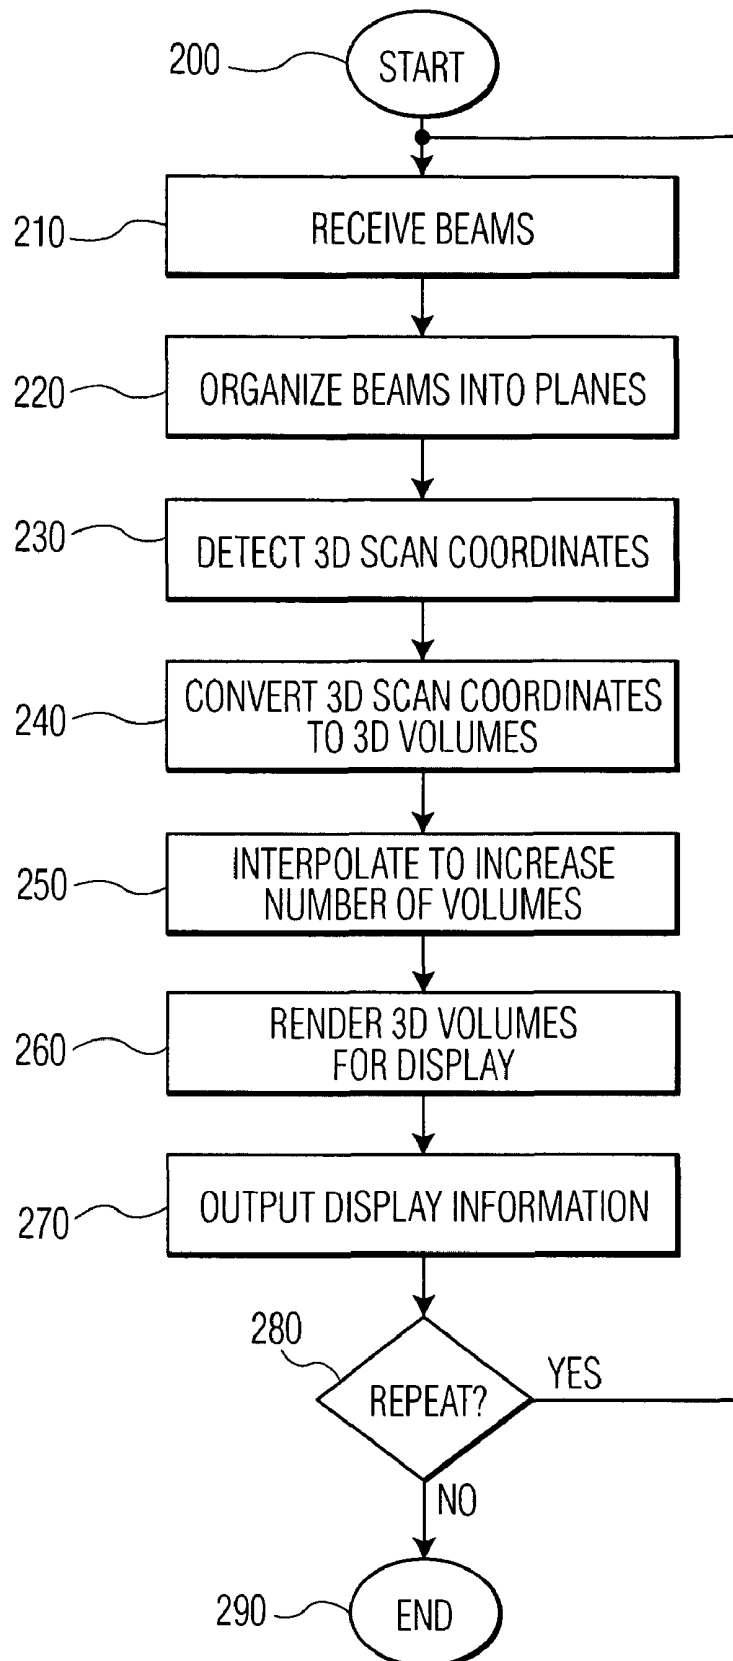 200
START
210
RECEIVE BEAMS
220
ORGANIZE BEAMS INTO PLANES
230
DETECT 3D SCAN COORDINATES
240
CONVERT 3D SCAN COORDINATES
TO 3D VOLUMES
250
INTERPOLATE TO INCREASE
NUMBER OF VOLUMES
260
RENDER 3D VOLUMES
FOR DISPLAY
270
OUTPUT DISPLAY INFORMATION
280
REPEAT?
YES
NO
290
END